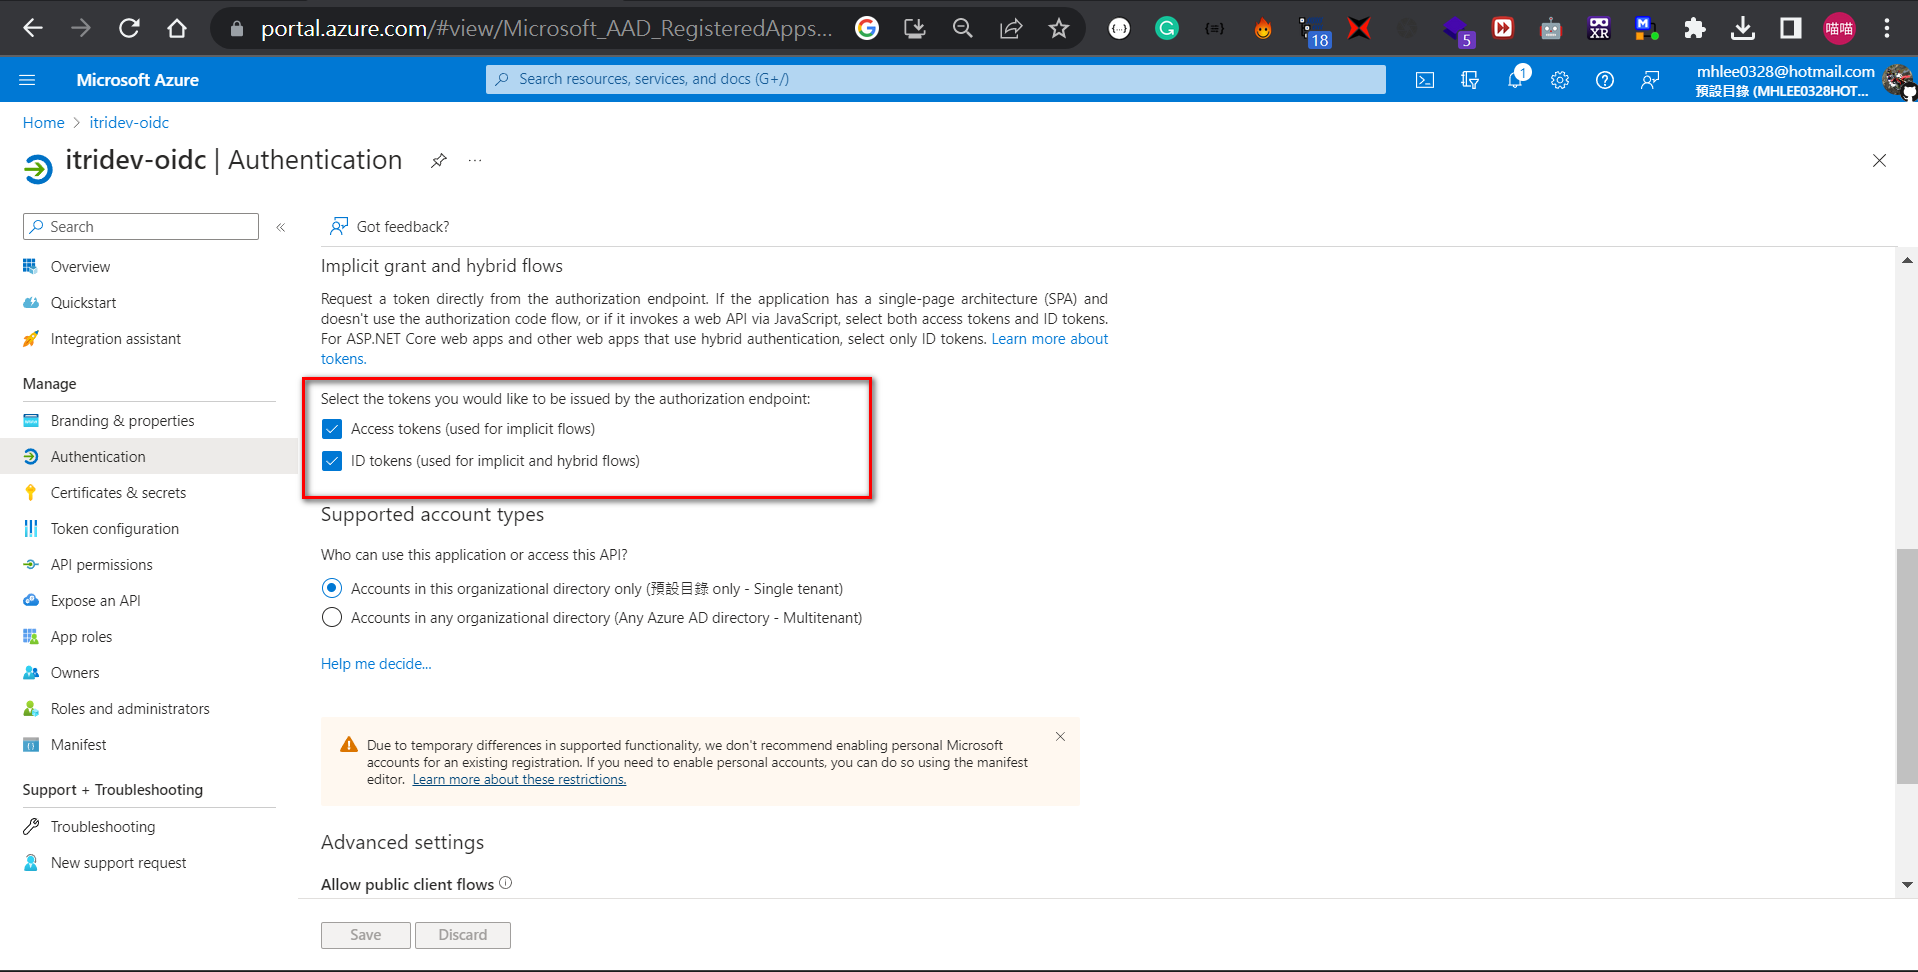 portal.azure.com/#view/Microsoft_AAD_RegisteredApps...
18
5
XR
喵喵
Microsoft Azure
Search resources, services, and docs (G+/)
1
mhlee0328@hotmail.com
預設目錄 (MHLEE0328HOT...
Home > itridev-oidc
itridev-oidc | Authentication
Search
Got feedback?
Overview
Quickstart
Integration assistant
Manage
Branding & properties
Authentication
Certificates & secrets
Token configuration
API permissions
Expose an API
App roles
Owners
Roles and administrators
Manifest
Support + Troubleshooting
Troubleshooting
New support request
Implicit grant and hybrid flows
Request a token directly from the authorization endpoint. If the application has a single-page architecture (SPA) and
doesn't use the authorization code flow, or if it invokes a web API via JavaScript, select both access tokens and ID tokens.
For ASP.NET Core web apps and other web apps that use hybrid authentication, select only ID tokens. Learn more about
tokens.
Select the tokens you would like to be issued by the authorization endpoint:
Access tokens (used for implicit flows)
ID tokens (used for implicit and hybrid flows)
Supported account types
Who can use this application or access this API?
Accounts in this organizational directory only (預設目錄 only - Single tenant)
Accounts in any organizational directory (Any Azure AD directory - Multitenant)
Help me decide...
Due to temporary differences in supported functionality, we don't recommend enabling personal Microsoft
accounts for an existing registration. If you need to enable personal accounts, you can do so using the manifest
editor. Learn more about these restrictions.
Advanced settings
Allow public client flows
Save
Discard